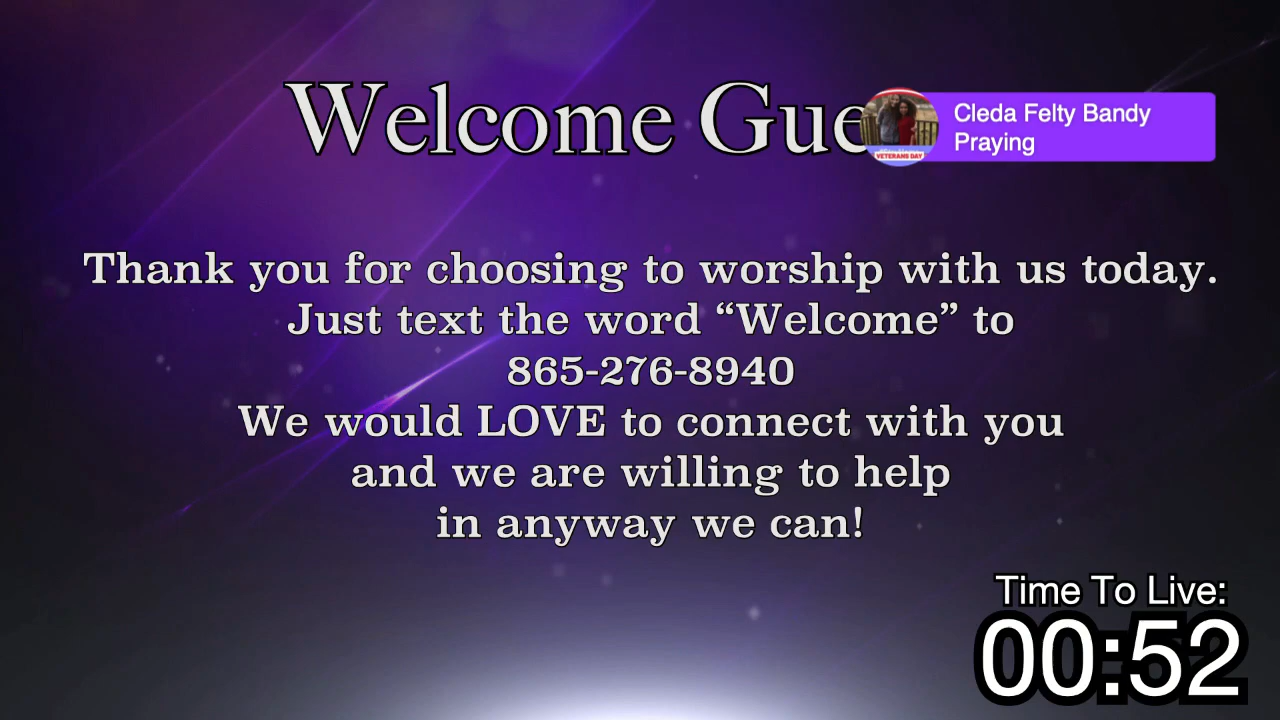 Welcome Gue
Cleda Felty Bandy
Praying
VETERANS DAY
Thank you for choosing to worship with us today.
Just text the word “Welcome” to
865-276-8940
We would LOVE to connect with you
and we are willing to help
in anyway we can!
Time To Live:
00:52